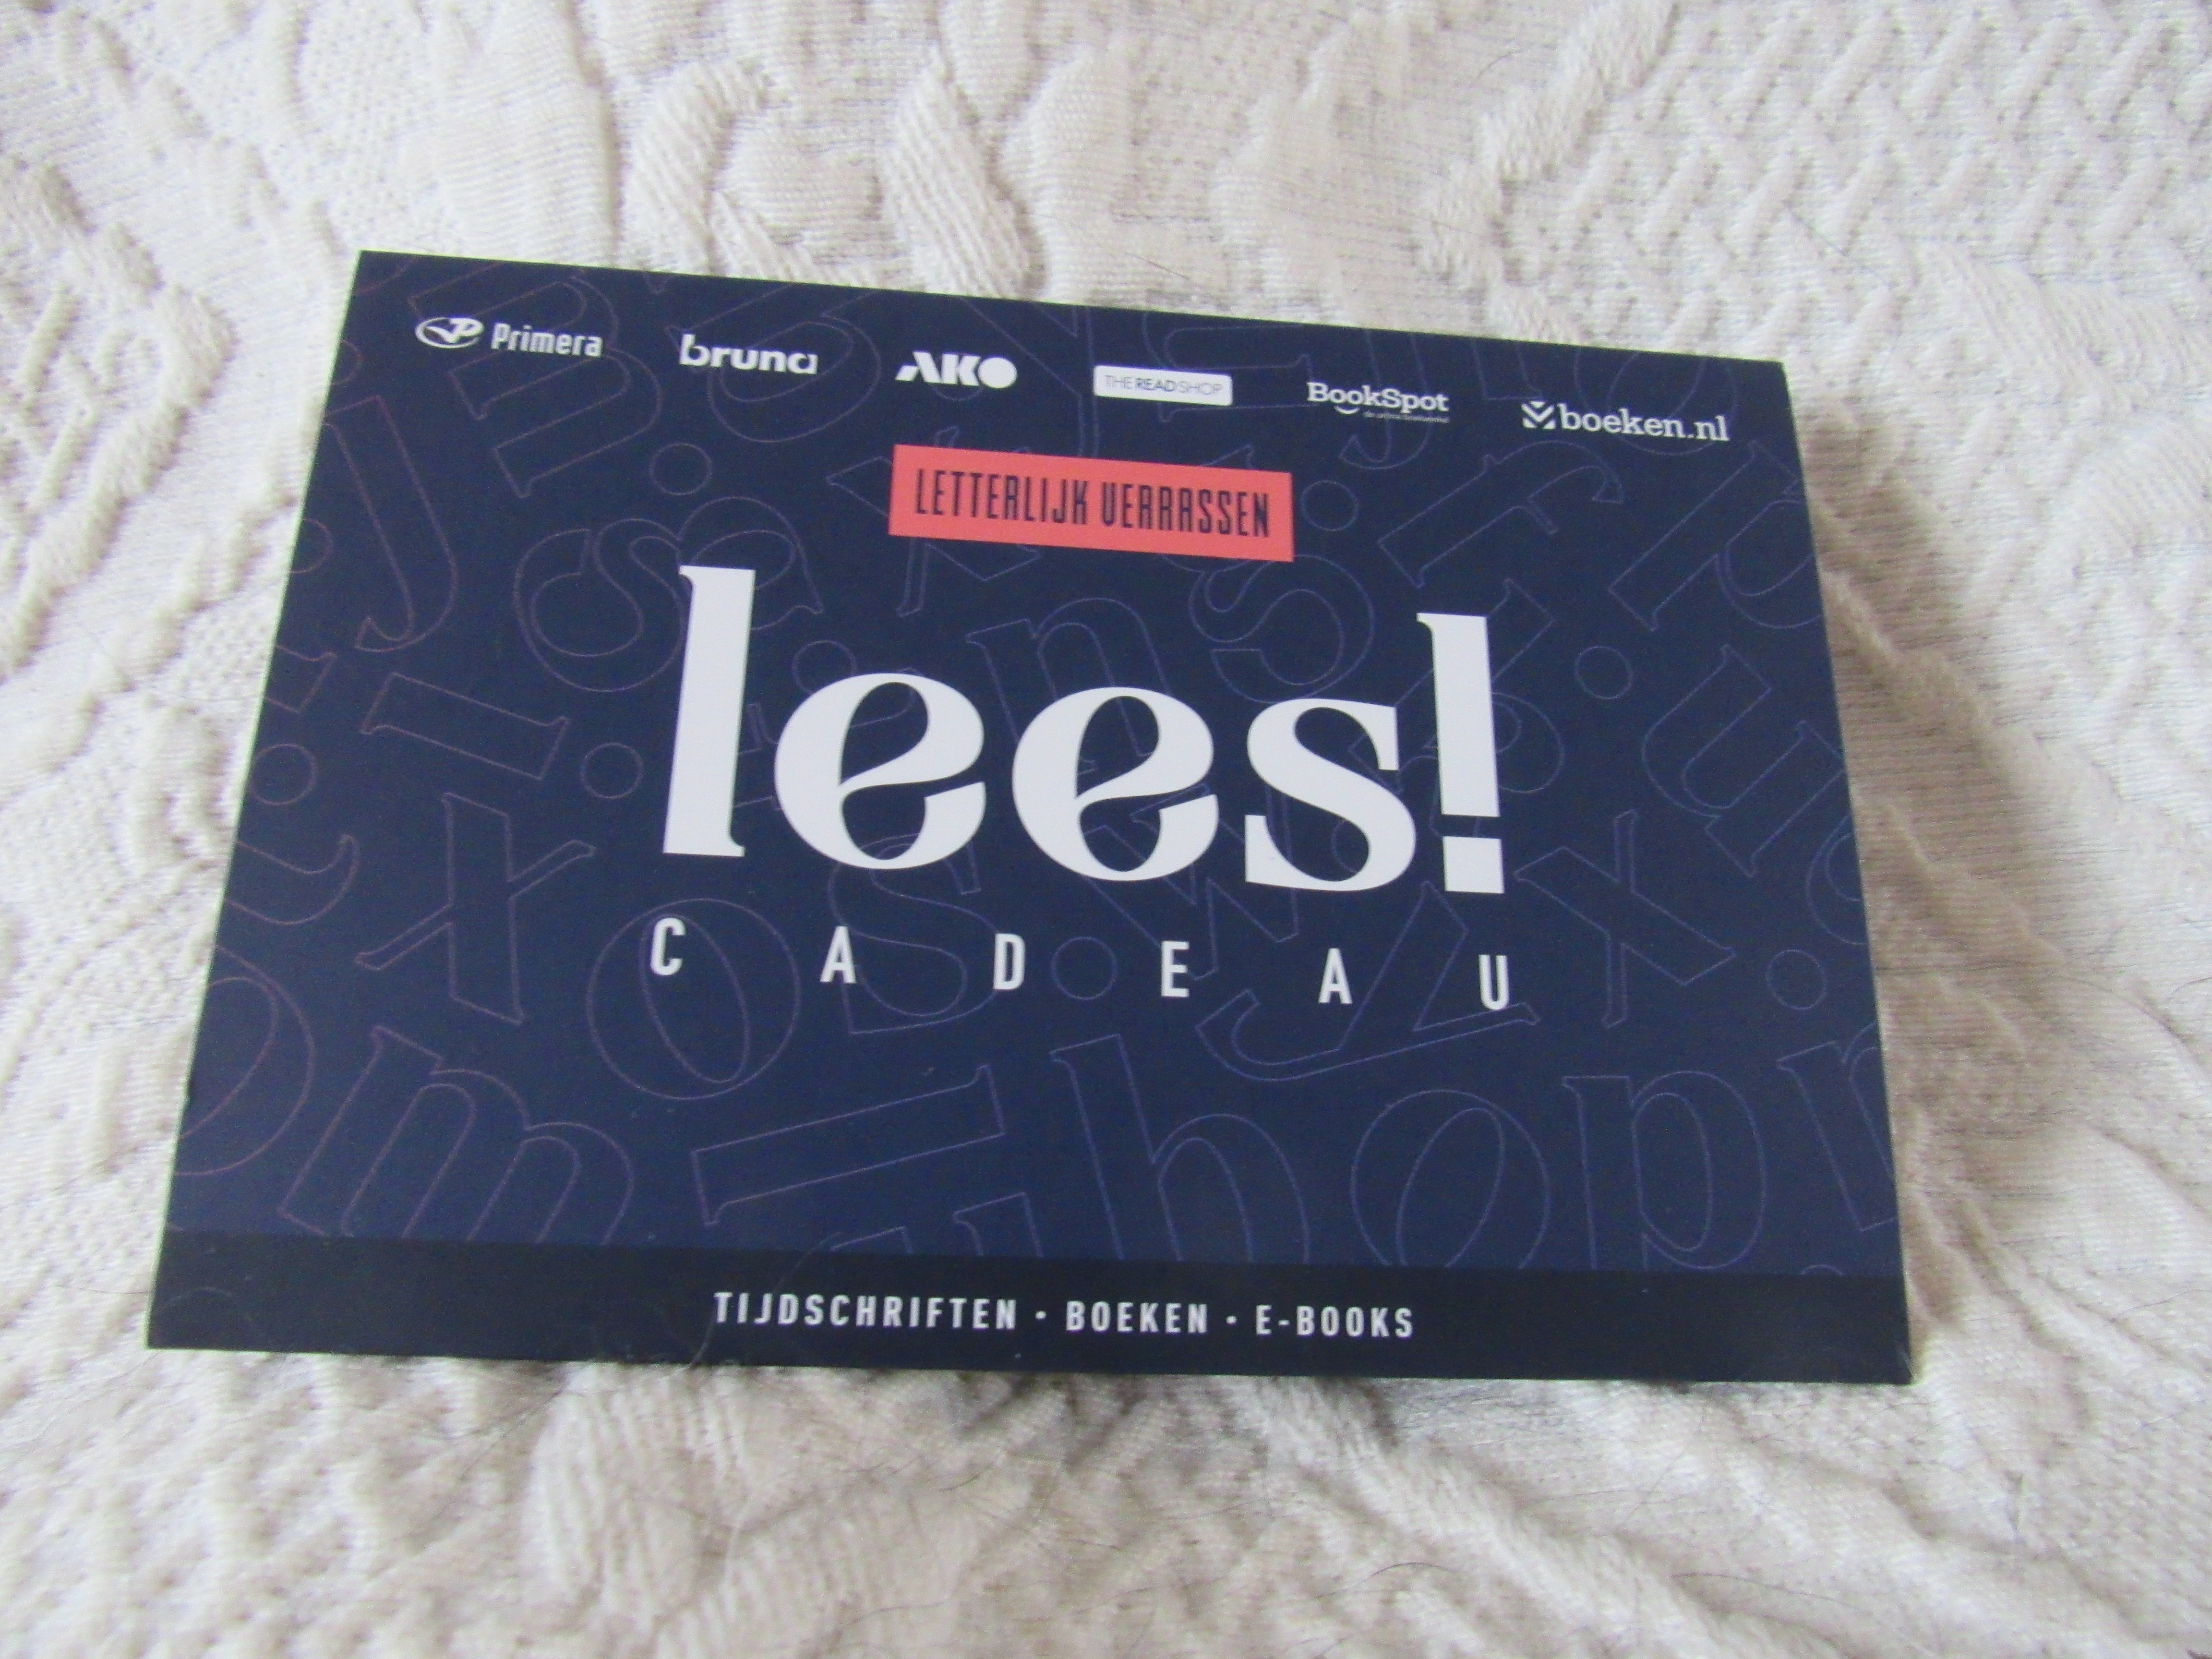 Primera bruna AKO THE READ SHOP BookSpot boeken.nl
LETTERLIJK VERRASSEN
lees!
CADEAU
TIJDSCHRIFTEN · BOEKEN · E-BOOKS